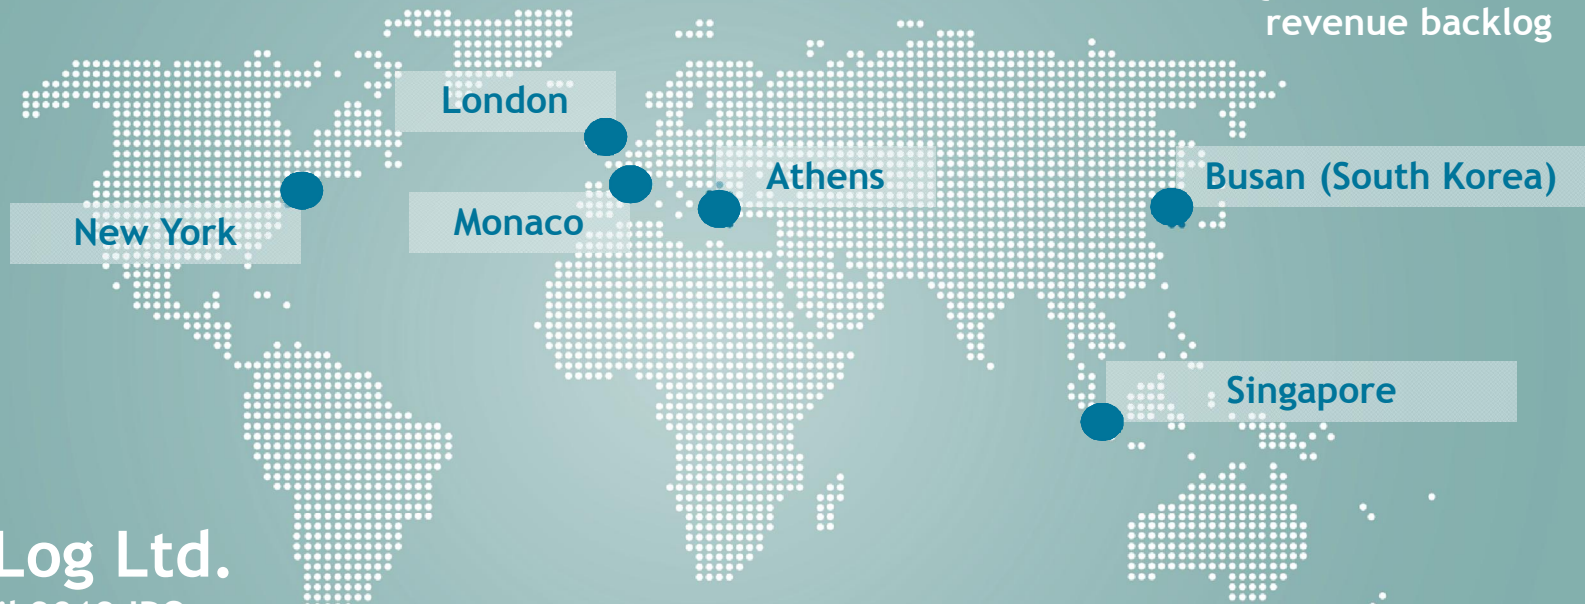 revenue backlog
London
Athens
Busan (South Korea)
New York
Monaco
Singapore
Log Ltd.